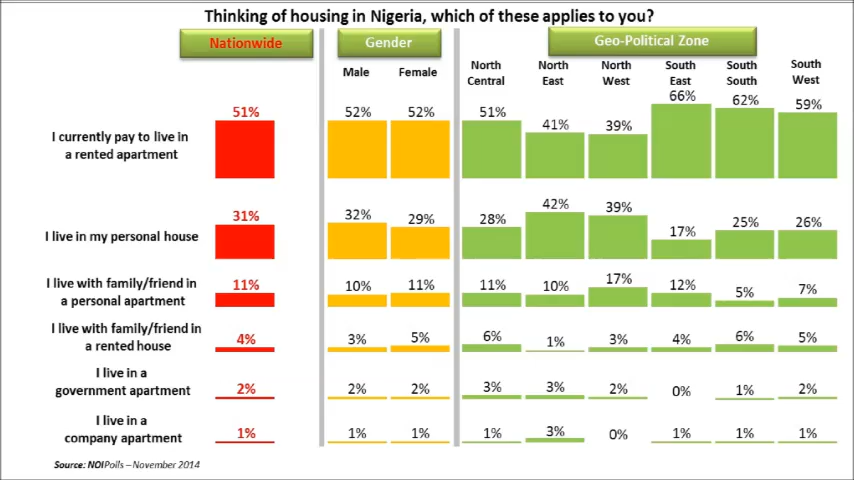 Thinking of housing in Nigeria, which of these applies to you?
Nationwide
Gender
Geo-Political Zone
Male Female
North Central
North East
North West
South East
South South
South West
I currently pay to live in
a rented apartment
51% 52% 52% 51% 41% 39% 66% 62% 59%
I live in my personal house
31% 32% 29% 28% 42% 39% 17% 25% 26%
I live with family/friend in
a personal apartment
11% 10% 11% 11% 10% 17% 12% 5% 7%
I live with family/friend in
a rented house
4% 3% 5% 6% 1% 3% 4% 6% 5%
I live in a
government apartment
2% 2% 2% 3% 3% 2% 0% 1% 2%
I live in a
company apartment
1% 1% 1% 1% 3% 0% 1% 1% 1%
Source: NOIPolls – November 2014